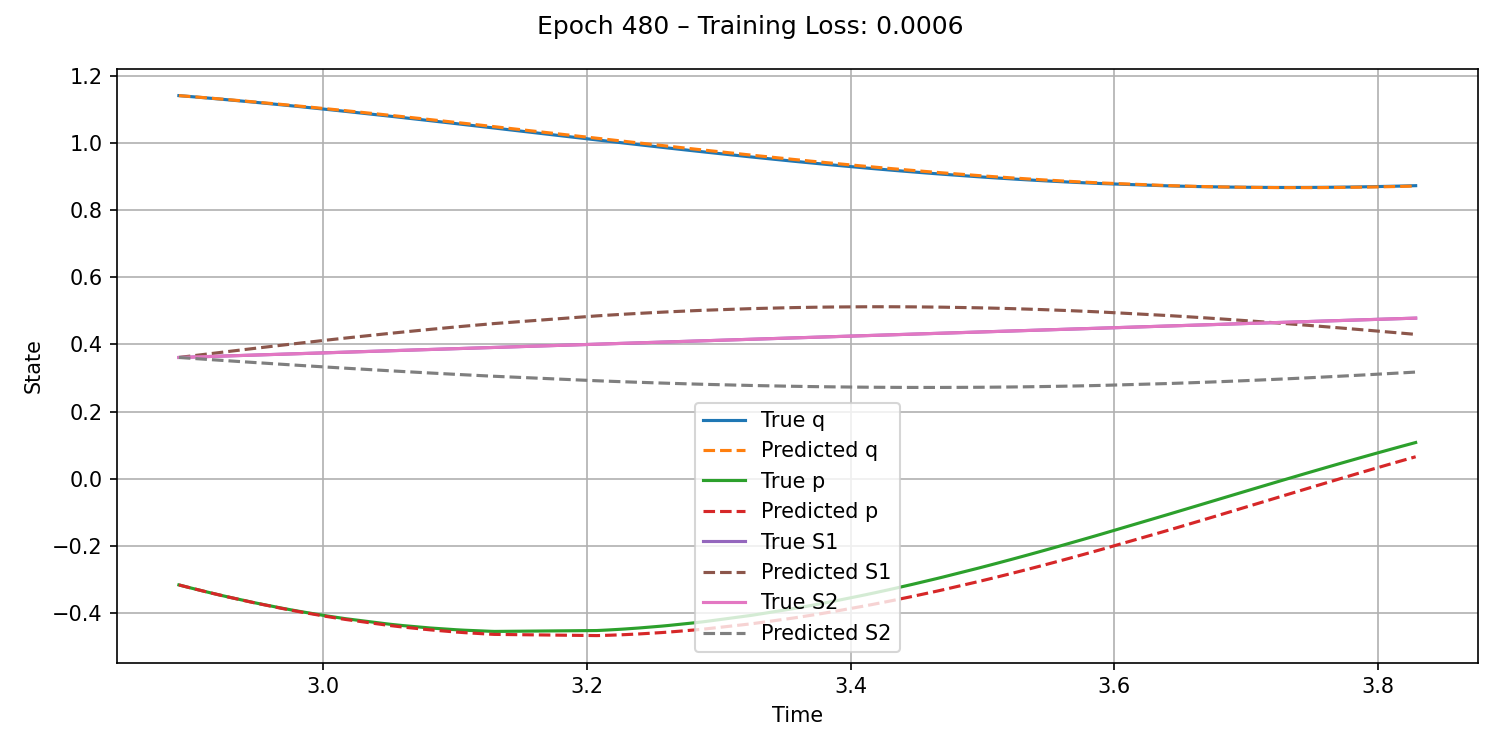 Epoch 480 – Training Loss: 0.0006
1.2
1.0
0.8
0.6
0.4
0.2
0.0
−0.2
−0.4
State
True q
Predicted q
True p
Predicted p
True S1
Predicted S1
True S2
Predicted S2
3.0
3.2
3.4
3.6
3.8
Time